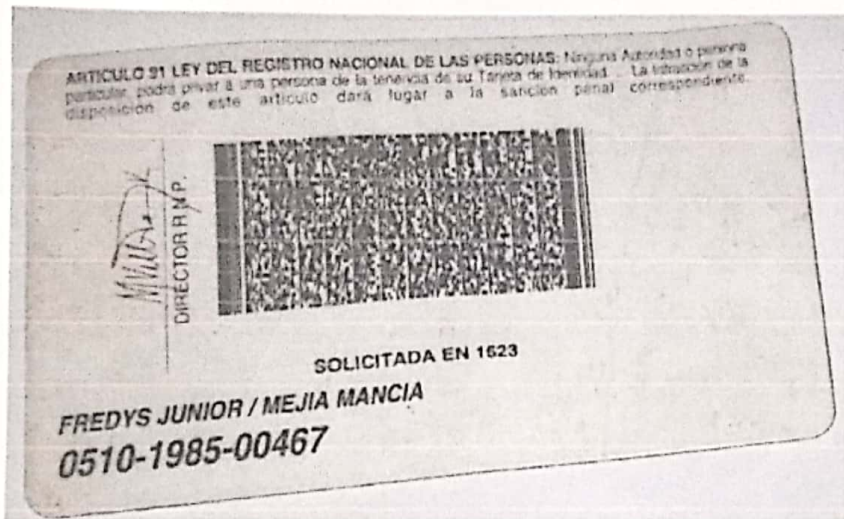 ARTICULO 91 LEY DEL REGISTRO NACIONAL DE LAS PERSONAS: Ninguna Autoridad o persona
particular, podrá privar a una persona de la tenencia de su Tarjeta de Identidad... La infracción de la
disposición de este artículo dará lugar a la sanción penal correspondiente.
DIRECTOR R.N.P.
SOLICITADA EN 1623
FREDYS JUNIOR / MEJIA MANCIA
0510-1985-00467